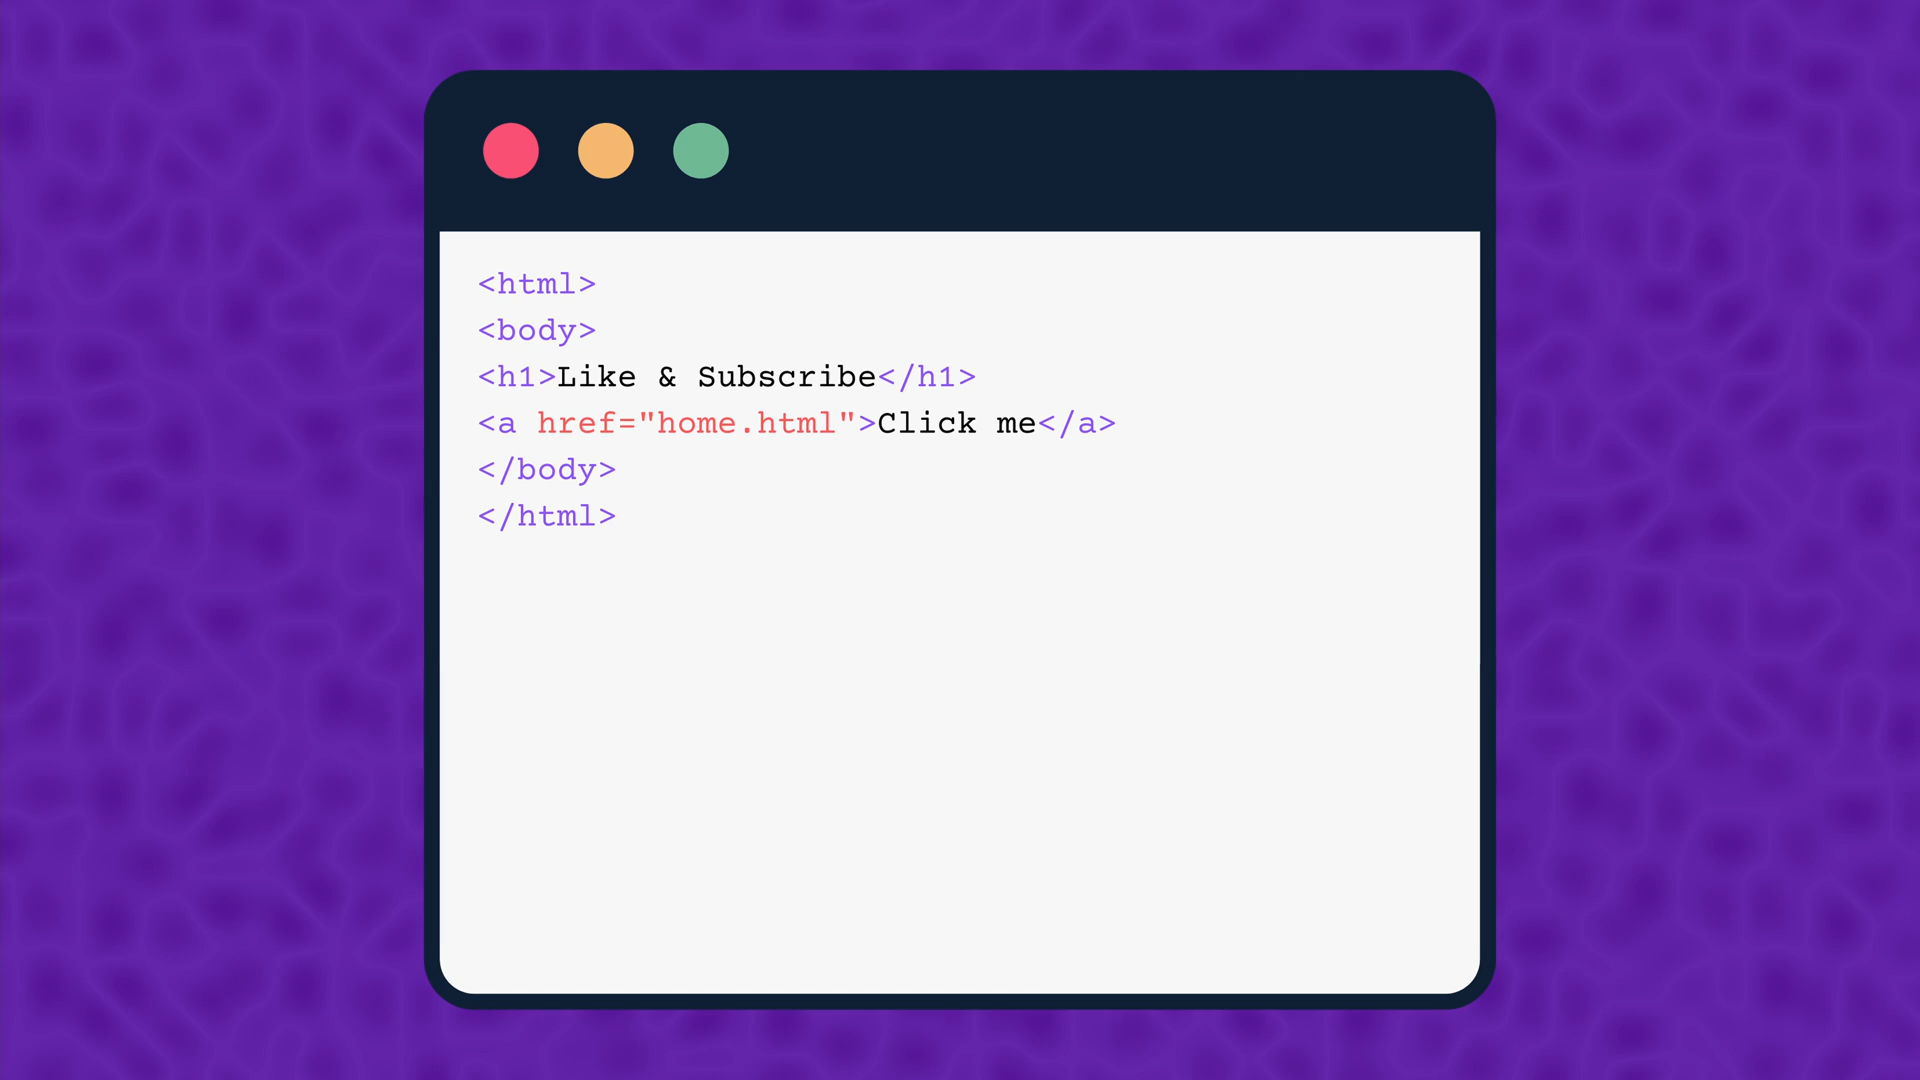 <html>
<body>
<h1>Like & Subscribe</h1>
<a href="home.html">Click me</a>
</body>
</html>